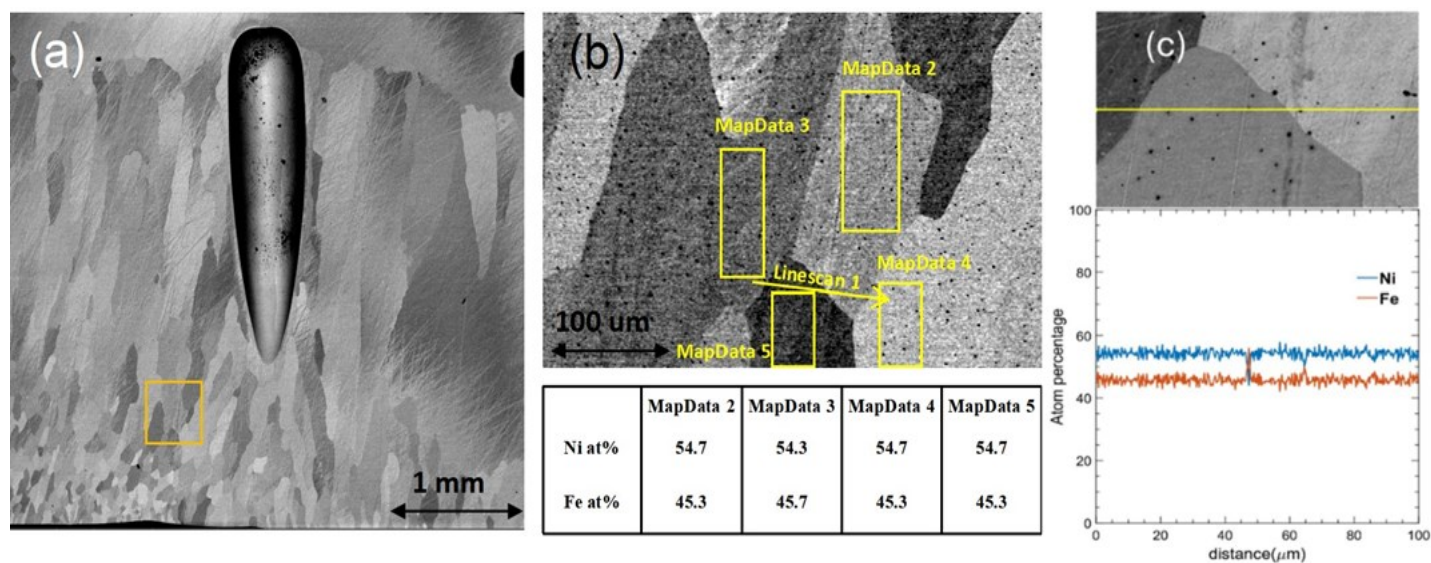 (a)
1 mm
(b)
MapData 2
MapData 3
MapData 4
Linescan 1
100 um
MapData 5
MapData 2 MapData 3 MapData 4 MapData 5
Ni at% 54.7 54.3 54.7 54.7
Fe at% 45.3 45.7 45.3 45.3
(c)
100
80
60
40
20
0
Atom percentage
Ni
Fe
0 20 40 60 80 100
distance(μm)